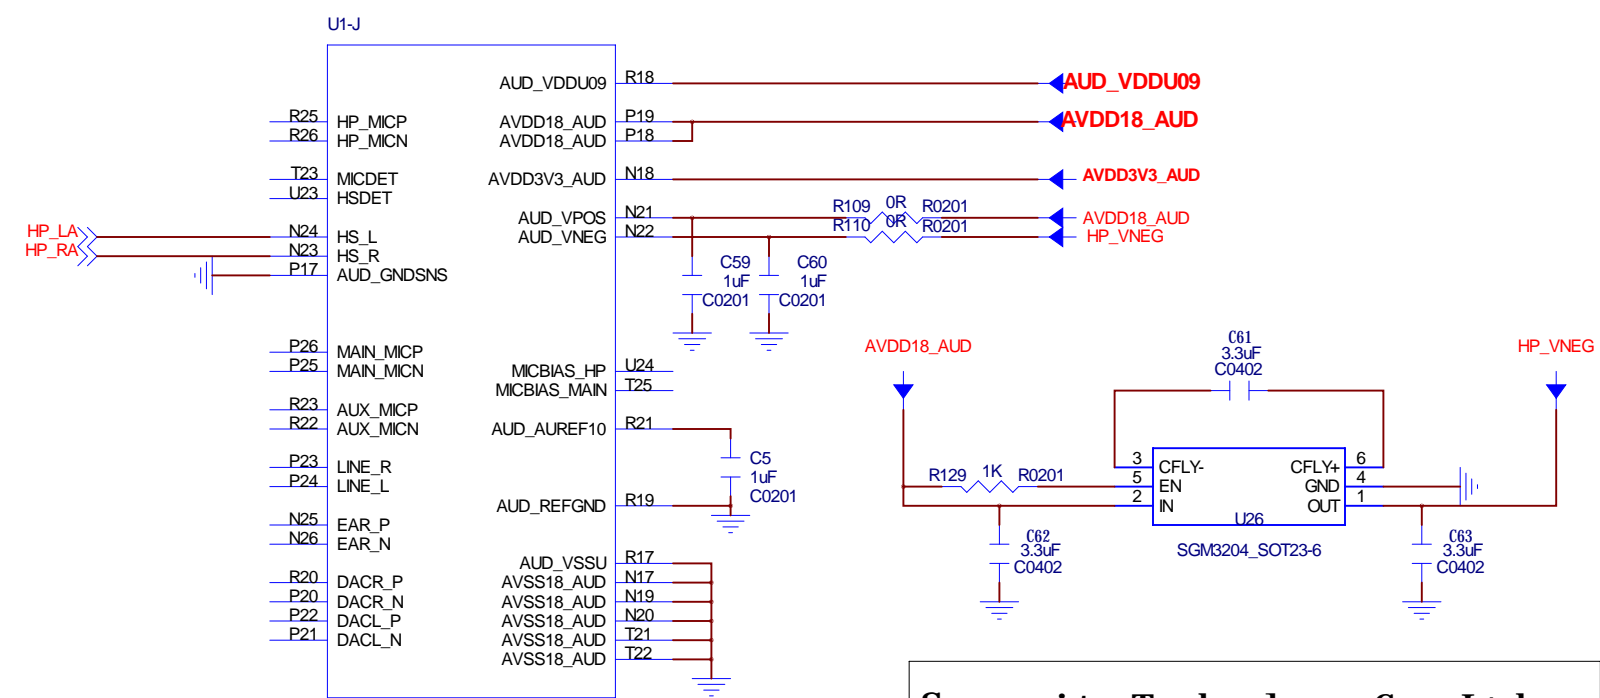 U1-J
R18 AUD_VDDU09 AUD_VDDU09
R25 HP_MICP AVDD18_AUD P19 AVDD18_AUD
R26 HP_MICN AVDD18_AUD P18
T23 MICDET AVDD3V3_AUD N18 AVDD3V3_AUD
U23 HSDET
AUD_VPOS N21 R109 0R R0201 AVDD18_AUD
HP_LA N24 HS_L AUD_VNEG N22 R110 0R R0201 HP_VNEG
HP_RA N23 HS_R
P17 AUD_GNDSNS
C59 C60
1uF 1uF
C0201 C0201
P26 MAIN_MICP
P25 MAIN_MICN
MICBIAS_HP U24
MICBIAS_MAIN T25
R23 AUX_MICP
R22 AUX_MICN AUD_AUREF10 R21
P23 LINE_R
P24 LINE_L
C5
1uF
C0201
AUD_REFGND R19
N25 EAR_P
N26 EAR_N
AUD_VSSU R17
R20 DACR_P AVSS18_AUD N17
P20 DACR_N AVSS18_AUD N19
P22 DACL_P AVSS18_AUD N20
P21 DACL_N AVSS18_AUD T21
AVSS18_AUD T22
AVDD18_AUD HP_VNEG
C61
3.3uF
C0402
3 CFLY- CFLY+ 6
R129 1K R0201 5 EN GND 4
2 IN OUT 1
U26
SGM3204_SOT23-6
C62
3.3uF
C0402
C63
3.3uF
C0402